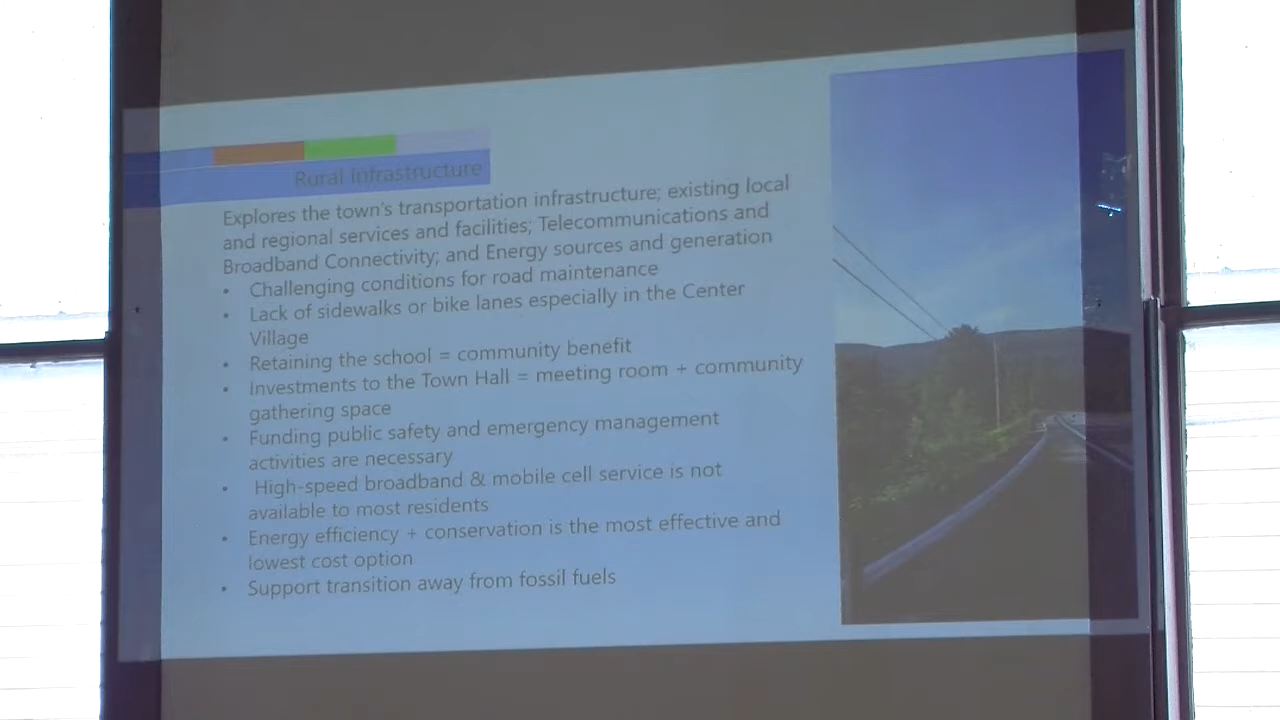 Rural Infrastructure
Explores the town's transportation infrastructure; existing local
and regional services and facilities; Telecommunications and
Broadband Connectivity; and Energy sources and generation
• Challenging conditions for road maintenance
• Lack of sidewalks or bike lanes especially in the Center
Village
• Retaining the school = community benefit
• Investments to the Town Hall = meeting room + community
gathering space
• Funding public safety and emergency management
activities are necessary
• High-speed broadband & mobile cell service is not
available to most residents
• Energy efficiency + conservation is the most effective and
lowest cost option
• Support transition away from fossil fuels